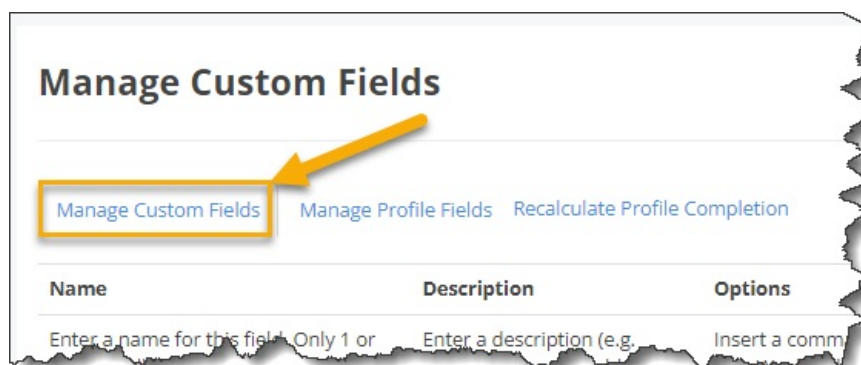 Manage Custom Fields
Manage Custom Fields Manage Profile Fields Recalculate Profile Completion
Name Description Options
Enter a name for this field. Only 1 or Enter a description (e.g. Insert a comm